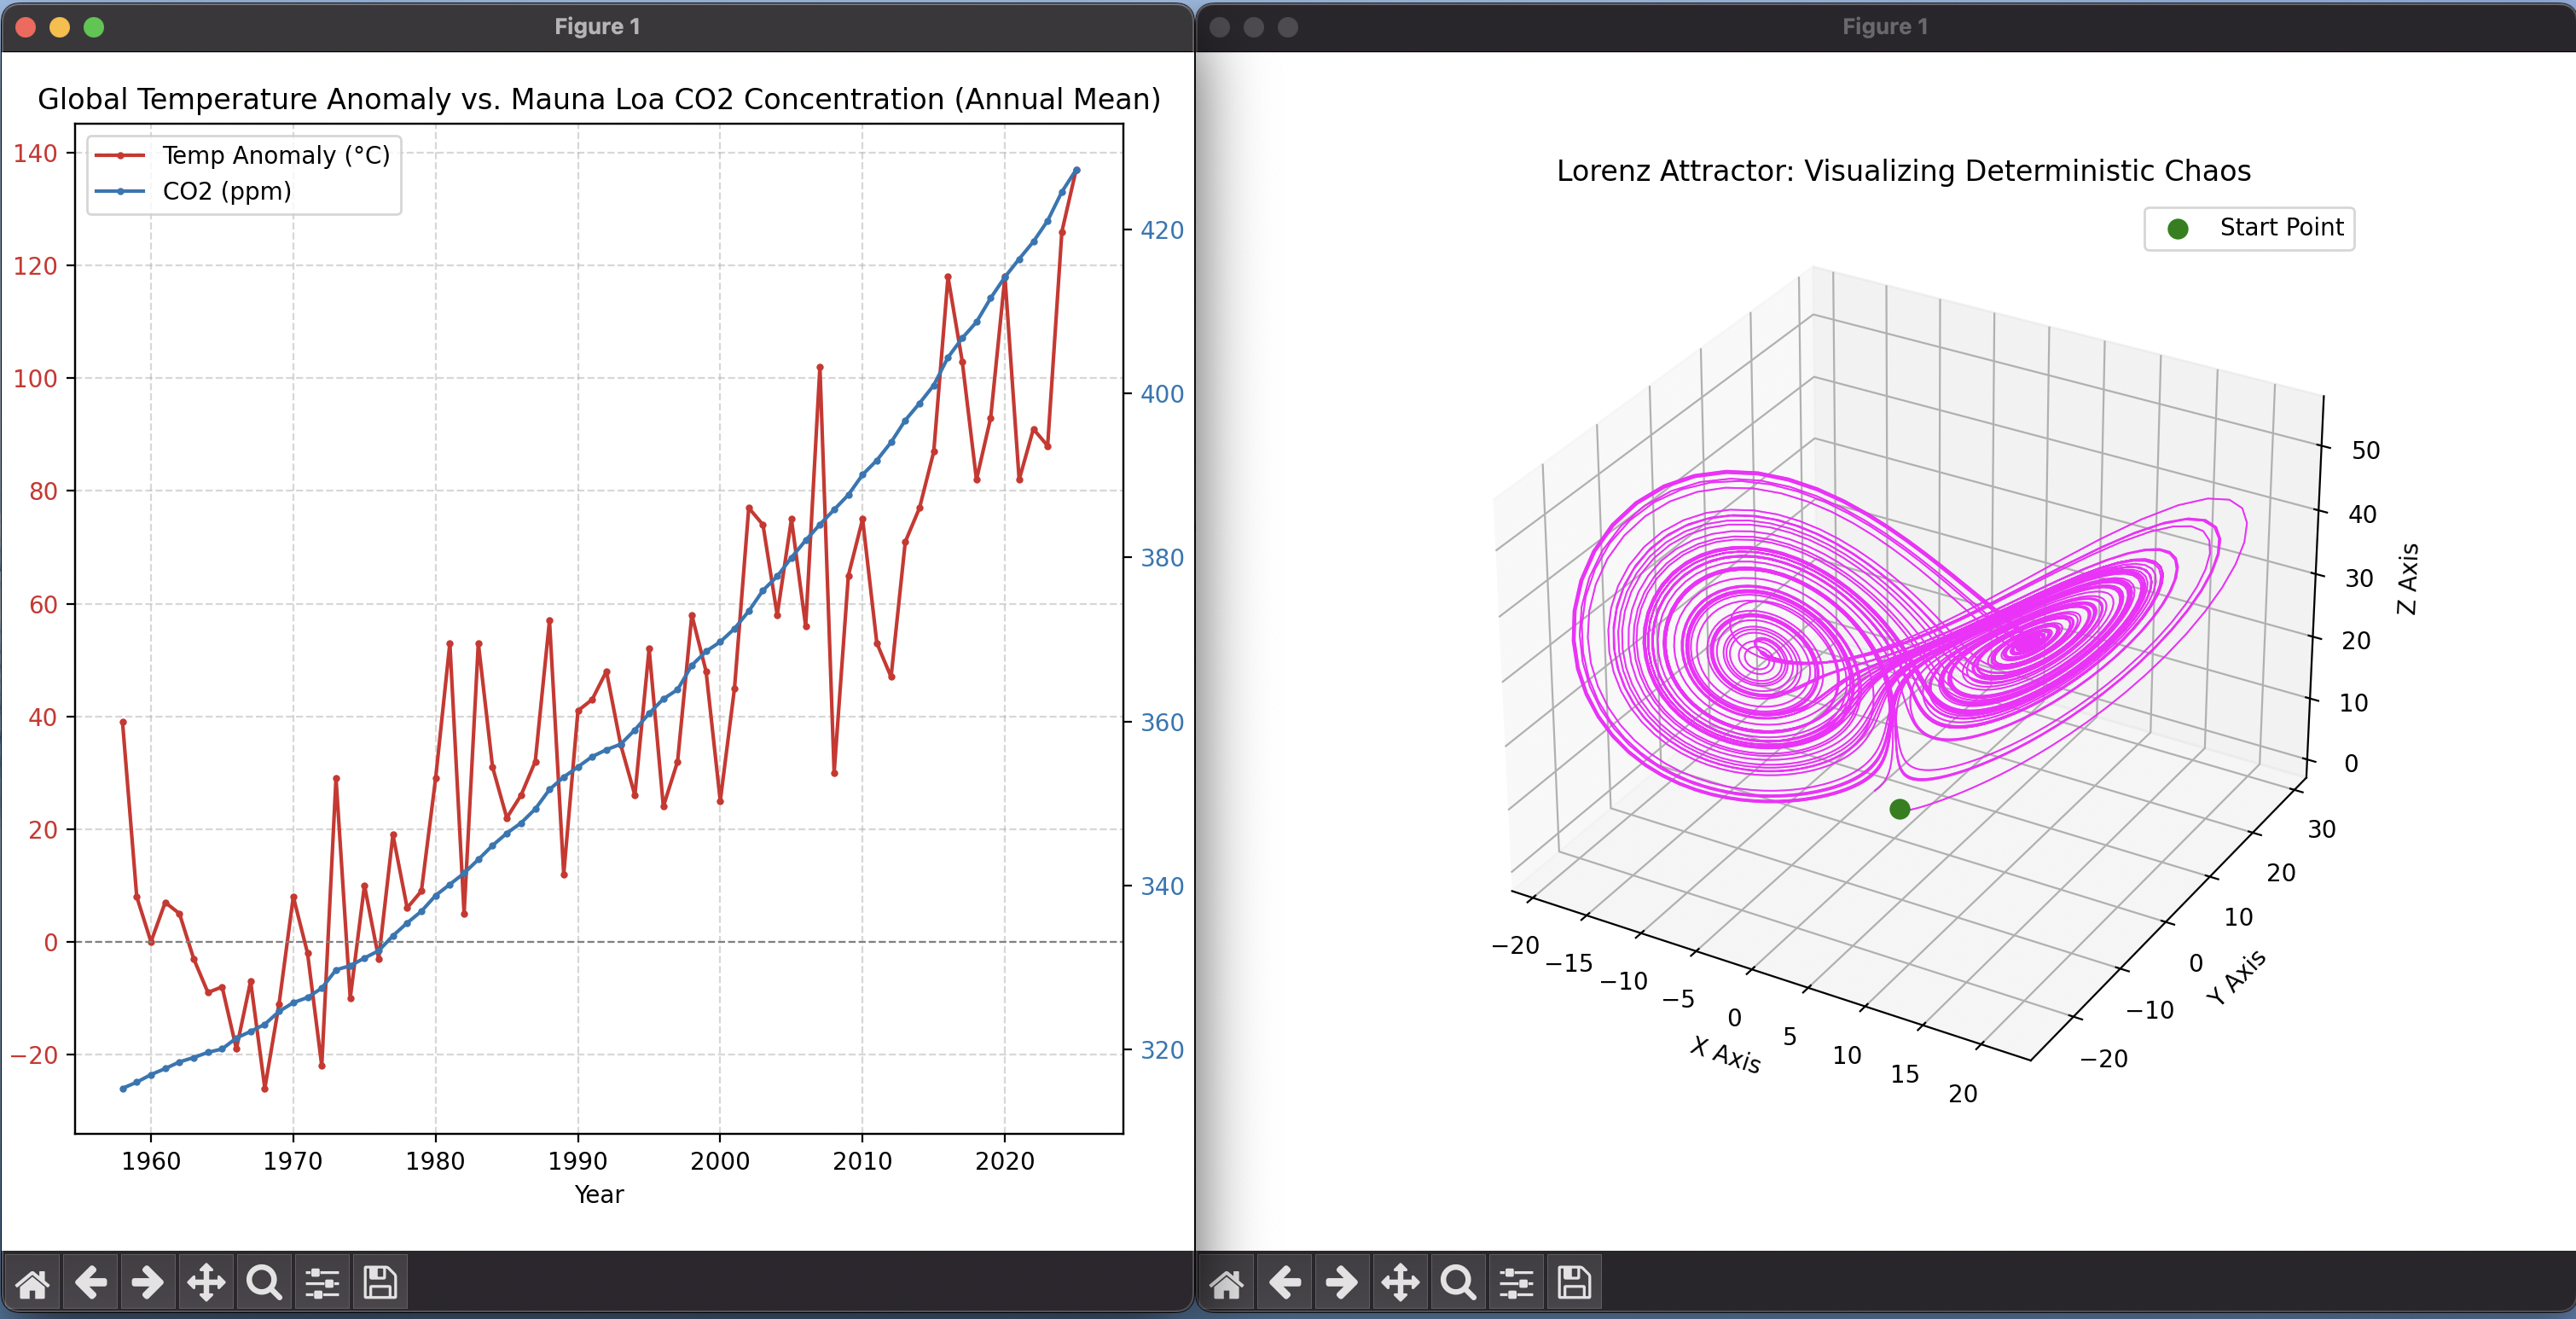 Figure 1
Global Temperature Anomaly vs. Mauna Loa CO2 Concentration (Annual Mean)
Temp Anomaly (°C)
CO2 (ppm)
140
120
100
80
60
40
20
0
−20
420
400
380
360
340
320
1960 1970 1980 1990 2000 2010 2020
Year
Figure 1
Lorenz Attractor: Visualizing Deterministic Chaos
Start Point
50
40
30
20
10
0
Z Axis
30
20
10
0
−10
−20
Y Axis
−20 −15 −10 −5 0 5 10 15 20
X Axis